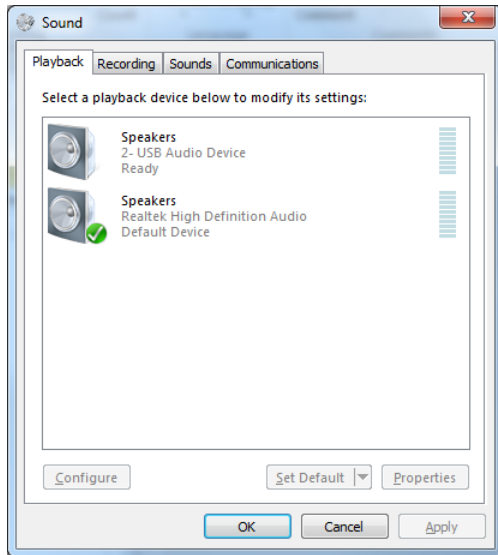 Sound
Playback Recording Sounds Communications
Select a playback device below to modify its settings:
Speakers
2- USB Audio Device
Ready
Speakers
Realtek High Definition Audio
Default Device
Configure Set Default Properties
OK Cancel Apply